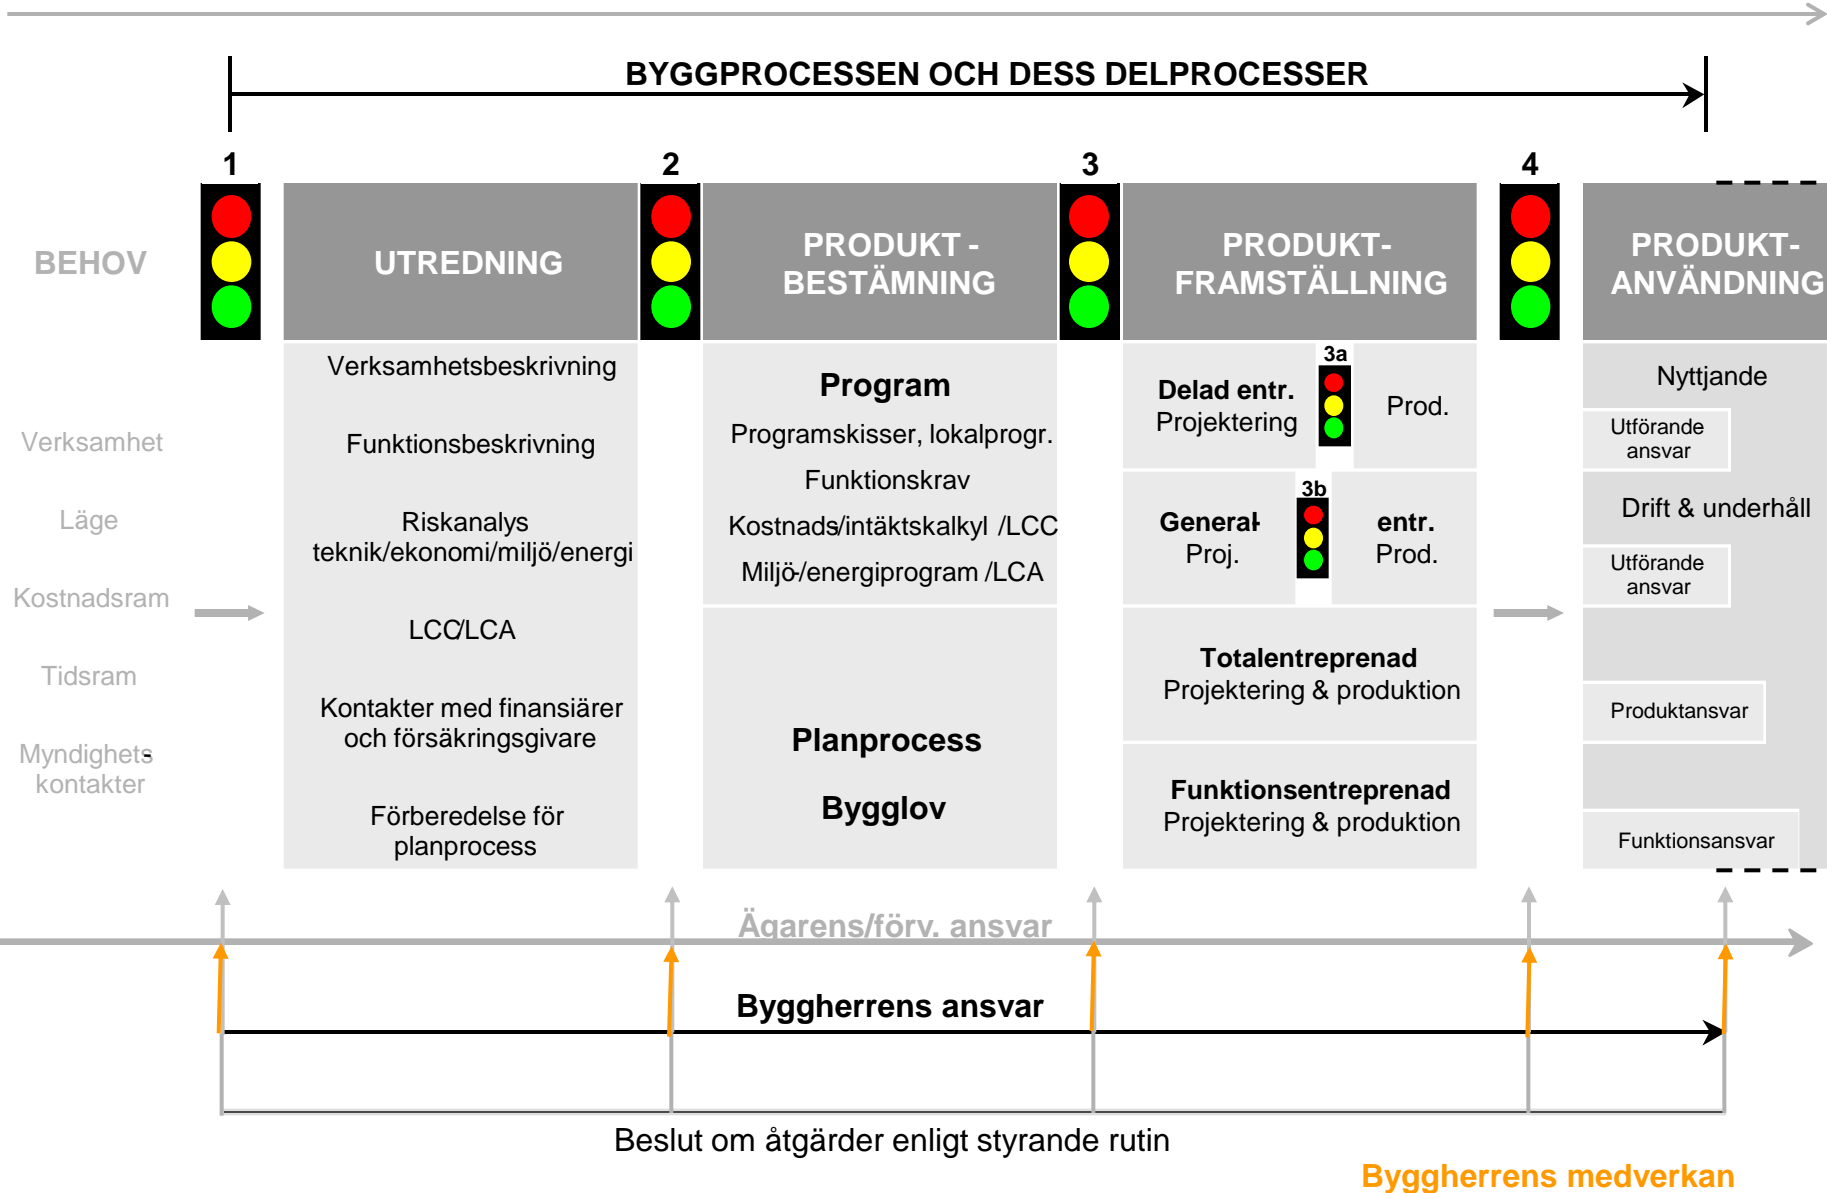 BYGGPROCESSEN OCH DESS DELPROCESSER
1
2
3
4
BEHOV
Verksamhet
Läge
Kostnadsram
Tidsram
Myndighets-
kontakter
UTREDNING
Verksamhetsbeskrivning
Funktionsbeskrivning
Riskanalys
teknik/ekonomi/miljö/energi
LCC/LCA
Kontakter med finansiärer
och försäkringsgivare
Förberedelse för
planprocess
PRODUKT -
BESTÄMNING
Program
Programskisser, lokalprogr.
Funktionskrav
Kostnads-/intäktskalkyl /LCC
Miljö-/energiprogram /LCA
Planprocess
Bygglov
PRODUKT-
FRAMSTÄLLNING
Delad entr.
Projektering
3a
Prod.
General-
Proj.
3b
entr.
Prod.
Totalentreprenad
Projektering & produktion
Funktionsentreprenad
Projektering & produktion
PRODUKT-
ANVÄNDNING
Nyttjande
Utförande
ansvar
Drift & underhåll
Utförande
ansvar
Produktansvar
Funktionsansvar
Ägarens/förv. ansvar
Byggherrens ansvar
Beslut om åtgärder enligt styrande rutin
Byggherrens medverkan